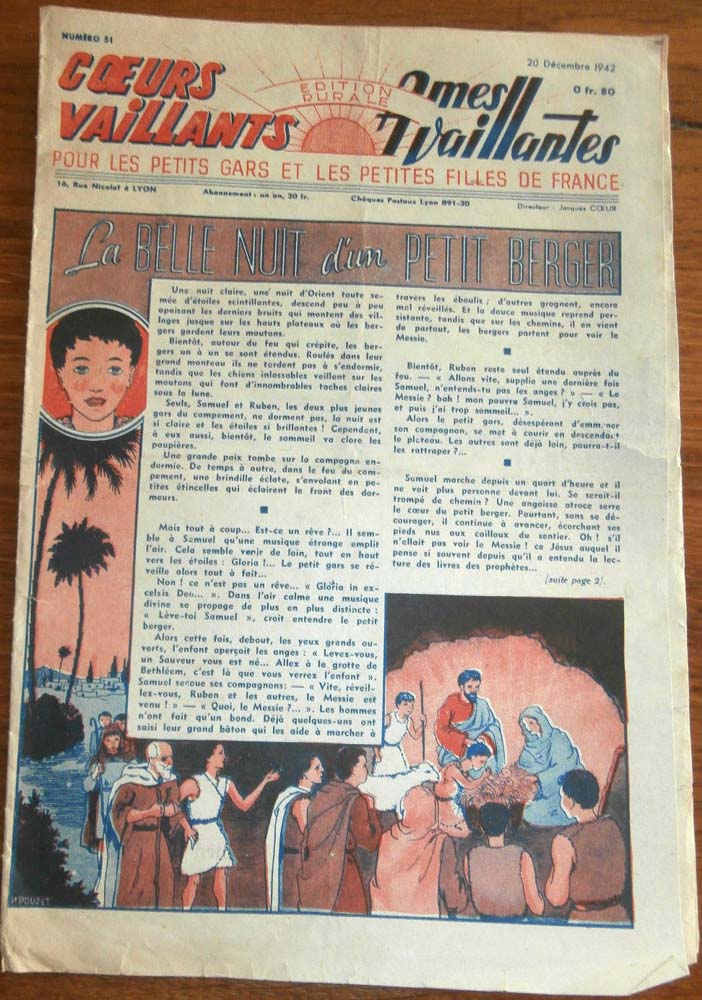 NUMÉRO 51
20 Décembre 1942
0 fr. 80
CŒURS
VAILLANTS
EDITION
RURALE
Ames
Vaillantes
POUR LES PETITS GARS ET LES PETITES FILLES DE FRANCE
16, Rue Nicolaï à LYON
Abonnement : un an, 30 fr.
Chèques Postaux Lyon 891-20
Directeur : Jacques CŒUR
La BELLE NUIT d'un PETIT BERGER
Une nuit claire, une nuit d'Orient toute se-
mée d'étoiles scintillantes, descend peu à peu
apaisant les derniers bruits qui montent des vil-
lages jusque sur les hauts plateaux où les ber-
gers gardent leurs moutons.
Bientôt, autour du feu qui crépite, les ber-
gers un à un se sont étendus. Roulés dans leur
grand manteau ils ne tardent pas à s'endormir,
tandis que les chiens inlassables veillent sur les
moutons qui font d'innombrables taches claires
sous la lune.
Seuls, Samuel et Ruben, les deux plus jeunes
gars du campement, ne dorment pas, la nuit est
si claire et les étoiles si brillantes ! Cependant,
à eux aussi, bientôt, le sommeil va clore les
paupières.
Une grande paix tombe sur la campagne en-
dormie. De temps à autre, dans le feu du cam-
pement, une brindille éclate, s'envolant en pe-
tites étincelles qui éclairent le front des dor-
meurs.
Mais tout à coup... Est-ce un rêve ?... Il sem-
ble à Samuel qu'une musique étrange emplit
l'air. Cela semble venir de loin, tout en haut
vers les étoiles : Gloria !... Le petit gars se ré-
veille alors tout à fait...
Non ! ce n'est pas un rêve... « Gloria in ex-
celsis Deo... ». Dans l'air calme une musique
divine se propage de plus en plus distincte :
« Lève-toi Samuel », croit entendre le petit
berger.
Alors cette fois, debout, les yeux grands ou-
verts, l'enfant aperçoit les anges : « Levez-vous,
un Sauveur vous est né... Allez à la grotte de
Bethléem, c'est là que vous verrez l'enfant ».
Samuel secoue ses compagnons: — « Vite, réveil-
lez-vous, Ruben et les autres, le Messie est
venu ! » — « Quoi, le Messie ?... ». Les hommes
n'ont fait qu'un bond. Déjà quelques-uns ont
saisi leur grand bâton qui les aide à marcher à
travers les éboulis ; d'autres grognent, encore
mal réveillés. Et la douce musique reprend per-
sistante, tandis que sur les chemins, il en vient
de partout, les bergers partent pour voir le
Messie.
Bientôt, Ruben reste seul étendu auprès du
feu. — « Allons vite, supplie une dernière fois
Samuel, n'entends-tu pas les anges ? » — « Le
Messie ? bah ! mon pauvre Samuel, j'y crois pas,
et puis j'ai trop sommeil... ».
Alors le petit gars, désespérant d'emmener
son compagnon, se met à courir en descendant
le plateau. Les autres sont déjà loin, pourra-t-il
les rattraper ?...
Samuel marche depuis un quart d'heure et il
ne voit plus personne devant lui. Se serait-il
trompé de chemin ? Une angoisse atroce serre
le cœur du petit berger. Pourtant, sans se dé-
courager, il continue à avancer, écorchant ses
pieds nus aux cailloux du sentier. Oh ! s'il
n'allait pas voir le Messie ! ce Jésus auquel il
pense si souvent depuis qu'il a entendu la lec-
ture des livres des prophètes...
(suite page 2).
P. POUZET